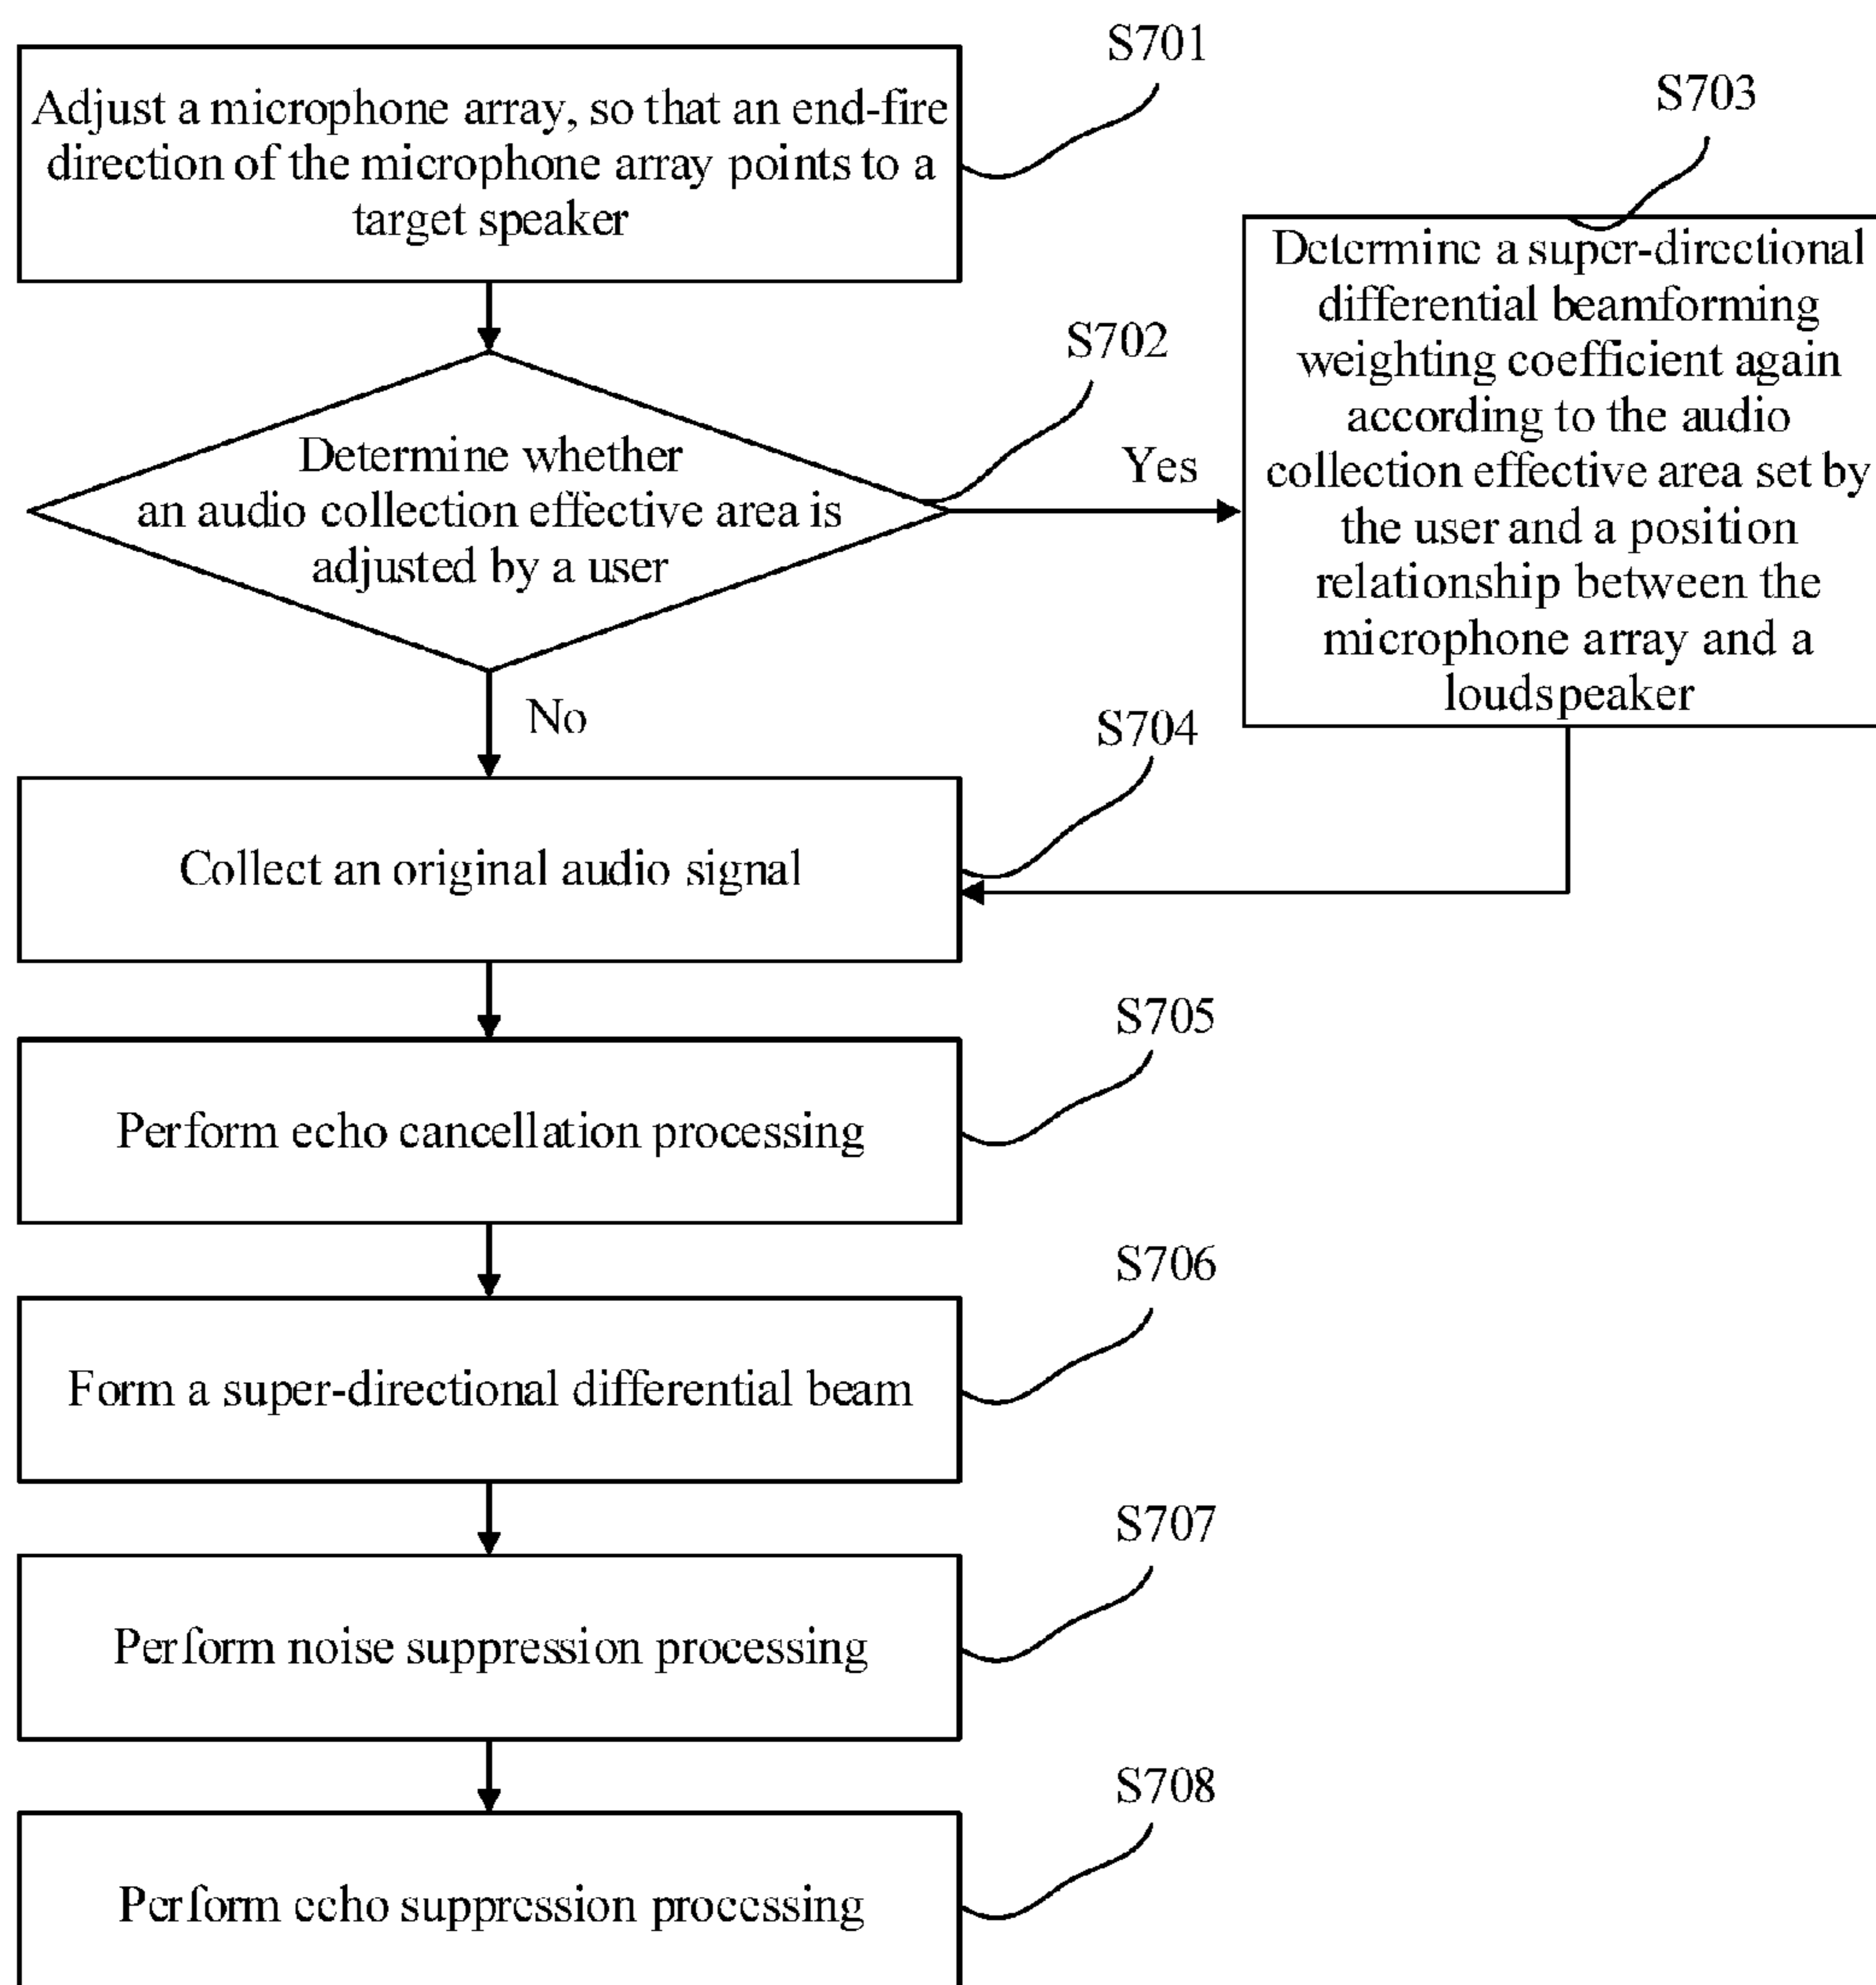 S701
Adjust a microphone array, so that an end-fire
direction of the microphone array points to a
target speaker
S702
Determine whether
an audio collection effective area is
adjusted by a user
Yes
No
S703
Determine a super-directional
differential beamforming
weighting coefficient again
according to the audio
collection effective area set by
the user and a position
relationship between the
microphone array and a
loudspeaker
S704
Collect an original audio signal
S705
Perform echo cancellation processing
S706
Form a super-directional differential beam
S707
Perform noise suppression processing
S708
Perform echo suppression processing